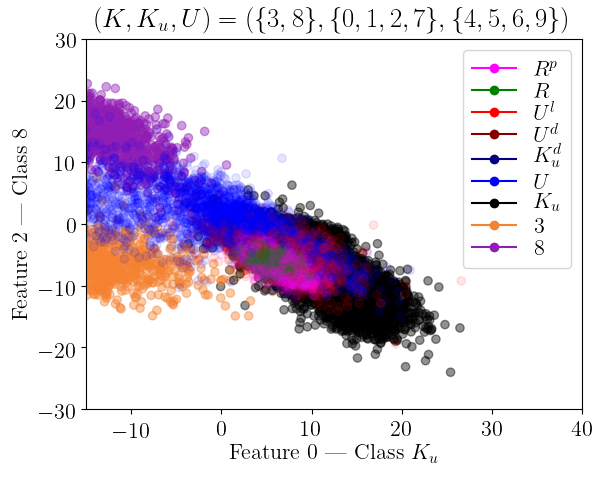 (K, K_u, U) = ({3, 8}, {0, 1, 2, 7}, {4, 5, 6, 9})
30
20
10
0
−10
−20
−30
Feature 2 — Class 8
R^p
R
U^l
U^d
K_u^d
U
K_u
3
8
−10 0 10 20 30 40
Feature 0 — Class K_u